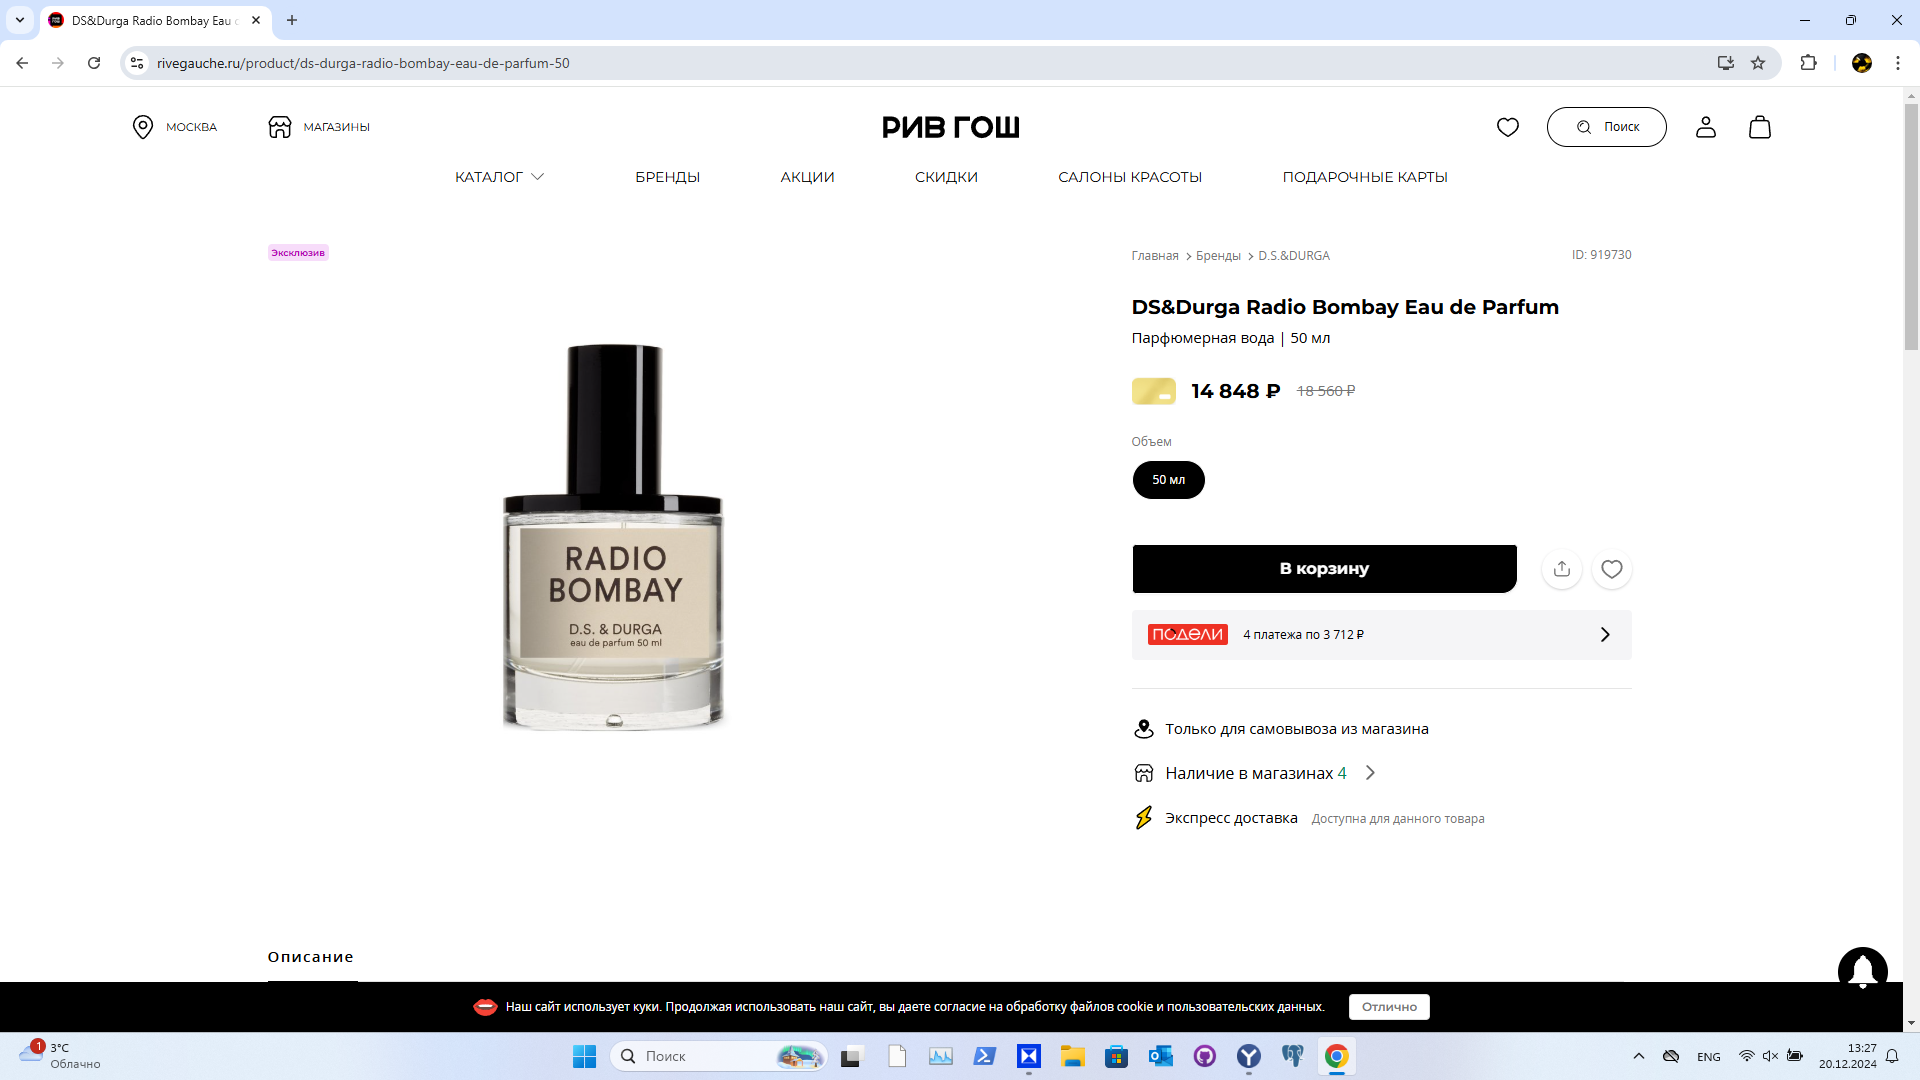 DS&Durga Radio Bombay Eau
rivegauche.ru/product/ds-durga-radio-bombay-eau-de-parfum-50
МОСКВА
МАГАЗИНЫ
РИВ ГОШ
Поиск
КАТАЛОГ
БРЕНДЫ
АКЦИИ
СКИДКИ
САЛОНЫ КРАСОТЫ
ПОДАРОЧНЫЕ КАРТЫ
Эксклюзив
RADIO
BOMBAY
D.S. & DURGA
eau de parfum 50 ml
Главная > Бренды > D.S.&DURGA
ID: 919730
DS&Durga Radio Bombay Eau de Parfum
Парфюмерная вода | 50 мл
14 848 ₽ 18 560 ₽
Объем
50 мл
В корзину
ПОДЕЛИ 4 платежа по 3 712 ₽
Только для самовывоза из магазина
Наличие в магазинах 4
Экспресс доставка Доступна для данного товара
Описание
Наш сайт использует куки. Продолжая использовать наш сайт, вы даете согласие на обработку файлов cookie и пользовательских данных.
Отлично
1
3°C
Облачно
Поиск
ENG
13:27
20.12.2024